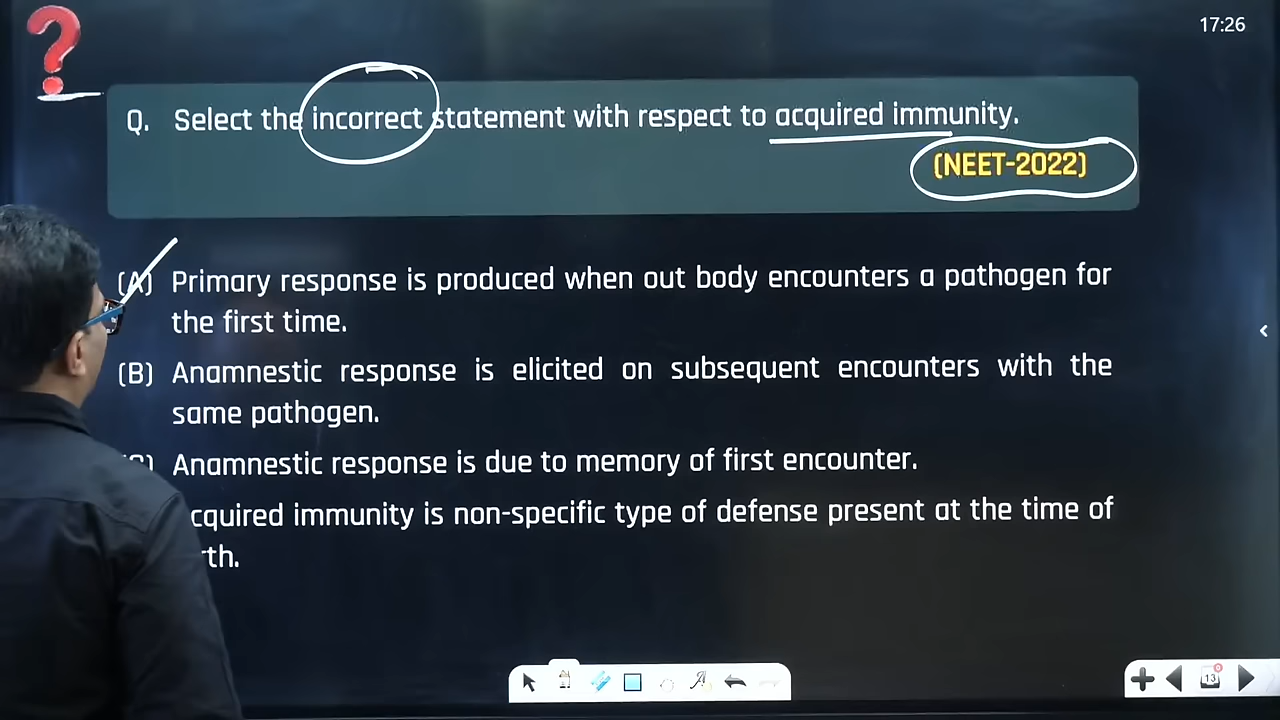 17:26
Q. Select the incorrect statement with respect to acquired immunity.
(NEET-2022)
(A) Primary response is produced when out body encounters a pathogen for
the first time.
(B) Anamnestic response is elicited on subsequent encounters with the
same pathogen.
Anamnestic response is due to memory of first encounter.
cquired immunity is non-specific type of defense present at the time of
rth.
13